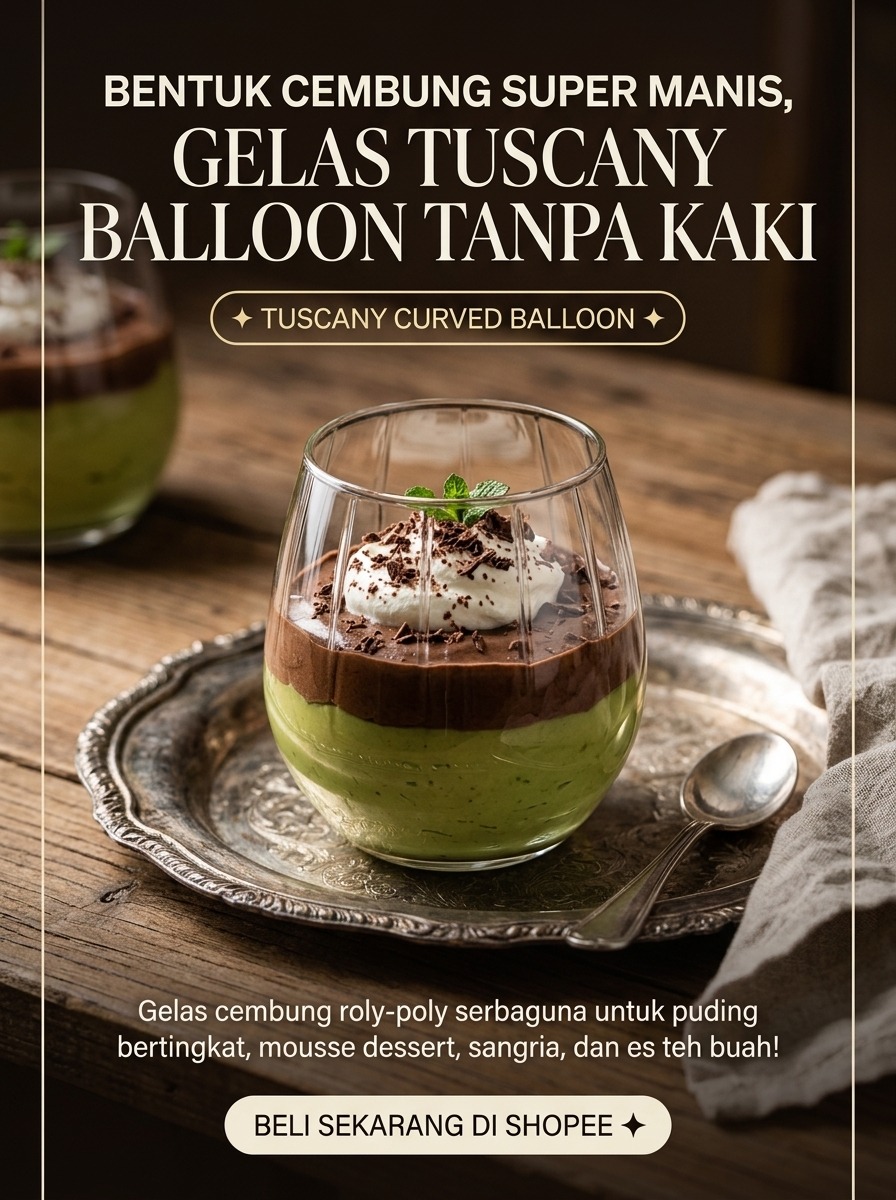 BENTUK CEMBUNG SUPER MANIS,
GELAS TUSCANY
BALLOON TANPA KAKI
✦ TUSCANY CURVED BALLOON ✦
Gelas cembung roly-poly serbaguna untuk puding
bertingkat, mousse dessert, sangria, dan es teh buah!
BELI SEKARANG DI SHOPEE ✦